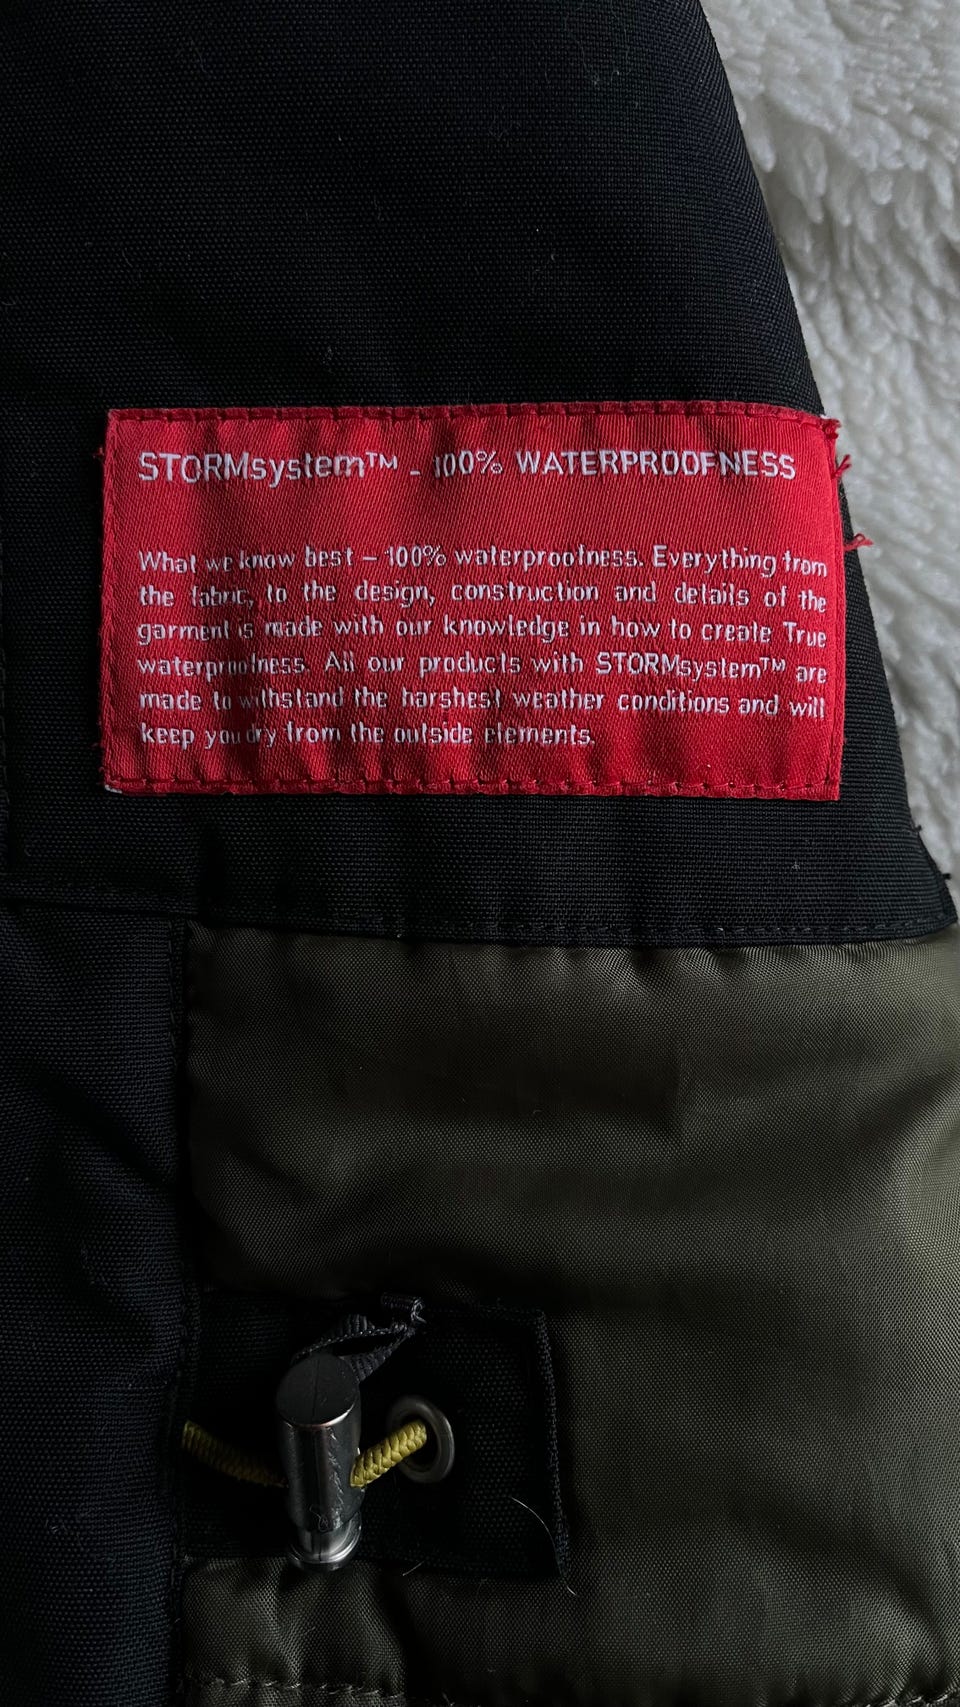 STORMsystem™ - 100% WATERPROOFNESS
What we know best – 100% waterproofness. Everything from
the fabric, to the design, construction and details of the
garment is made with our knowledge in how to create True
waterproofness. All our products with STORMsystem™ are
made to withstand the harshest weather conditions and will
keep you dry from the outside elements.